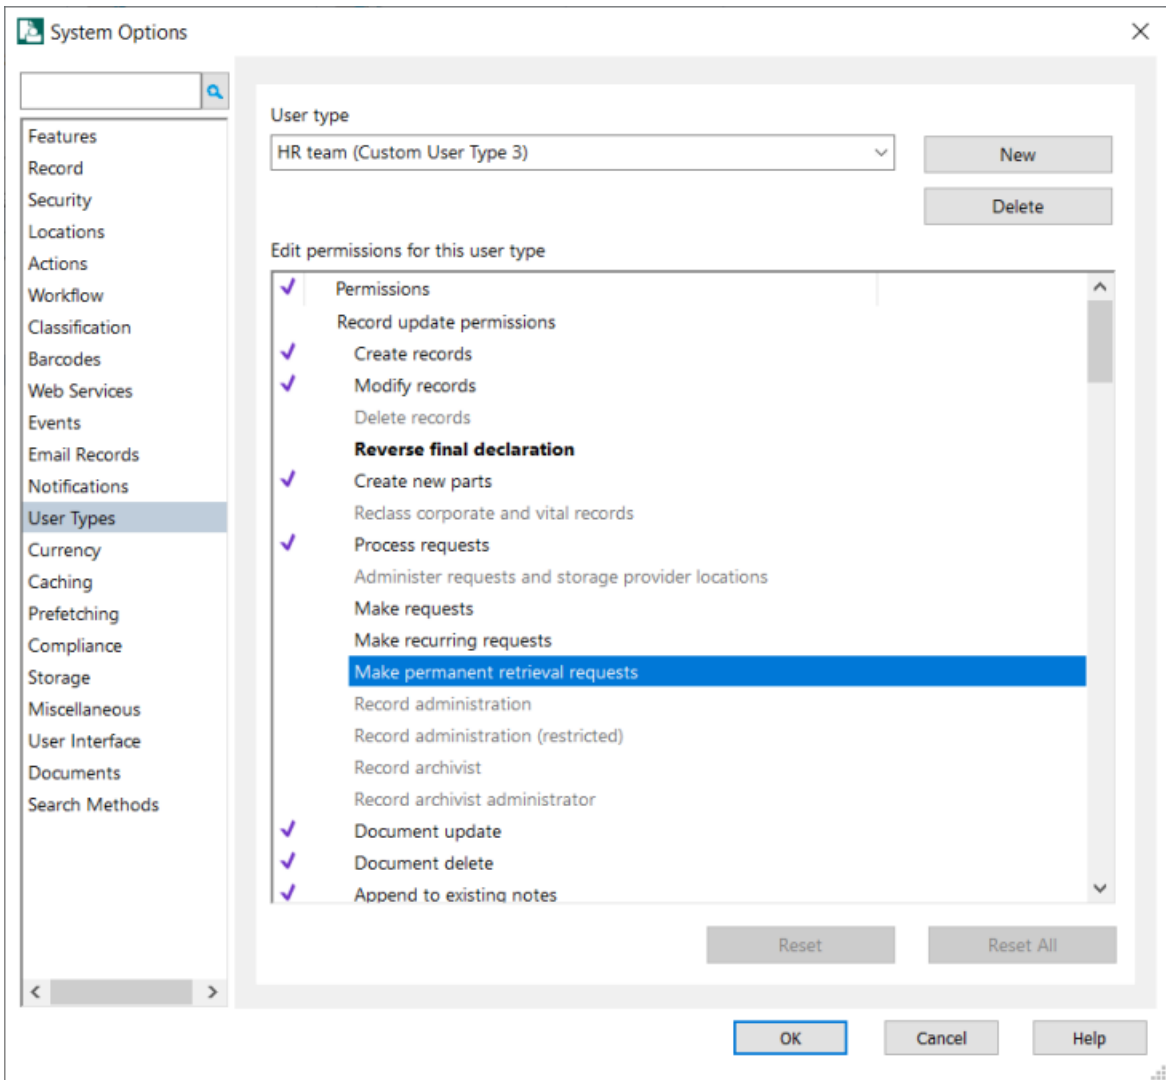 System Options
Features
Record
Security
Locations
Actions
Workflow
Classification
Barcodes
Web Services
Events
Email Records
Notifications
User Types
Currency
Caching
Prefetching
Compliance
Storage
Miscellaneous
User Interface
Documents
Search Methods
User type
HR team (Custom User Type 3)
New
Delete
Edit permissions for this user type
Permissions
Record update permissions
Create records
Modify records
Delete records
Reverse final declaration
Create new parts
Reclass corporate and vital records
Process requests
Administer requests and storage provider locations
Make requests
Make recurring requests
Make permanent retrieval requests
Record administration
Record administration (restricted)
Record archivist
Record archivist administrator
Document update
Document delete
Append to existing notes
Reset
Reset All
OK
Cancel
Help